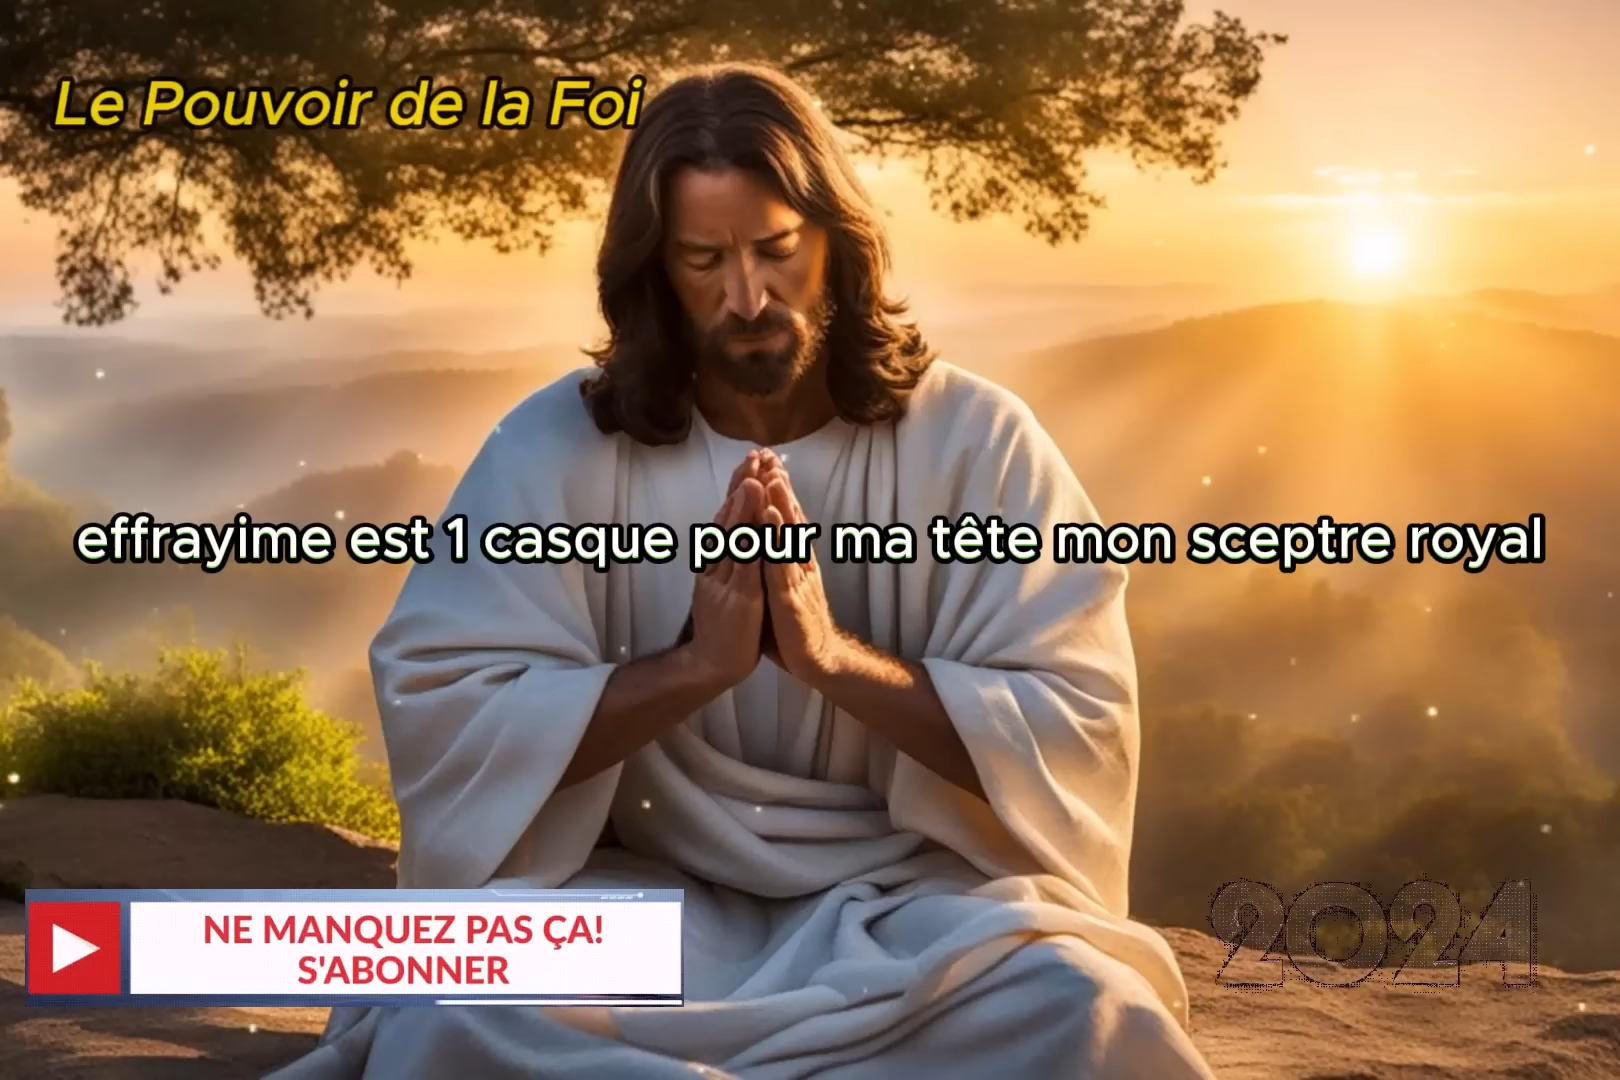 Le Pouvoir de la Foi
effrayime est 1 casque pour ma tête mon sceptre royal
NE MANQUEZ PAS ÇA!
S'ABONNER
2024